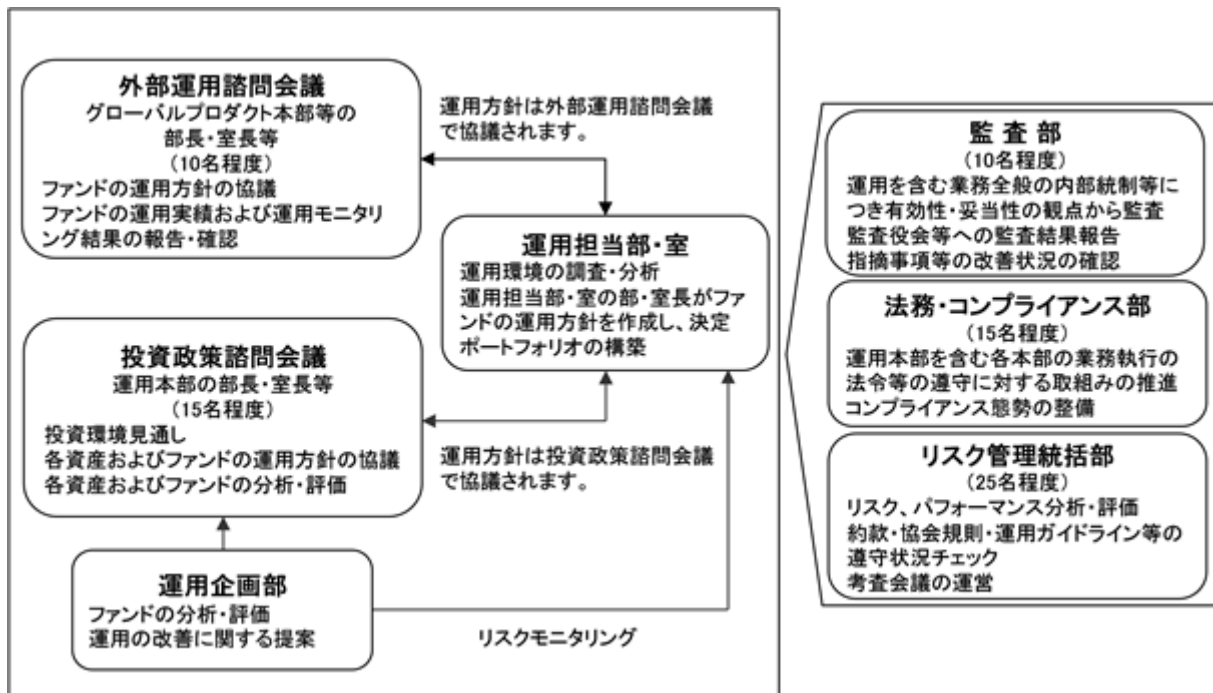 外部運用諮問会議
グローバルプロダクト本部等の
部長・室長等
(10名程度)
ファンドの運用方針の協議
ファンドの運用実績および運用モニタリ
ング結果の報告・確認
運用方針は外部運用諮問会議
で協議されます。
運用担当部・室
運用環境の調査・分析
運用担当部・室の部・室長がファ
ンドの運用方針を作成し、決定
ポートフォリオの構築
投資政策諮問会議
運用本部の部長・室長等
(15名程度)
投資環境見通し
各資産およびファンドの運用方針の協議
各資産およびファンドの分析・評価
運用方針は投資政策諮問会議
で協議されます。
運用企画部
ファンドの分析・評価
運用の改善に関する提案
リスクモニタリング
監 査 部
(10名程度)
運用を含む業務全般の内部統制等に
つき有効性・妥当性の観点から監査
監査役会等への監査結果報告
指摘事項等の改善状況の確認
法務・コンプライアンス部
(15名程度)
運用本部を含む各本部の業務執行の
法令等の遵守に対する取組みの推進
コンプライアンス態勢の整備
リスク管理統括部
(25名程度)
リスク、パフォーマンス分析・評価
約款・協会規則・運用ガイドライン等の
遵守状況チェック
考査会議の運営